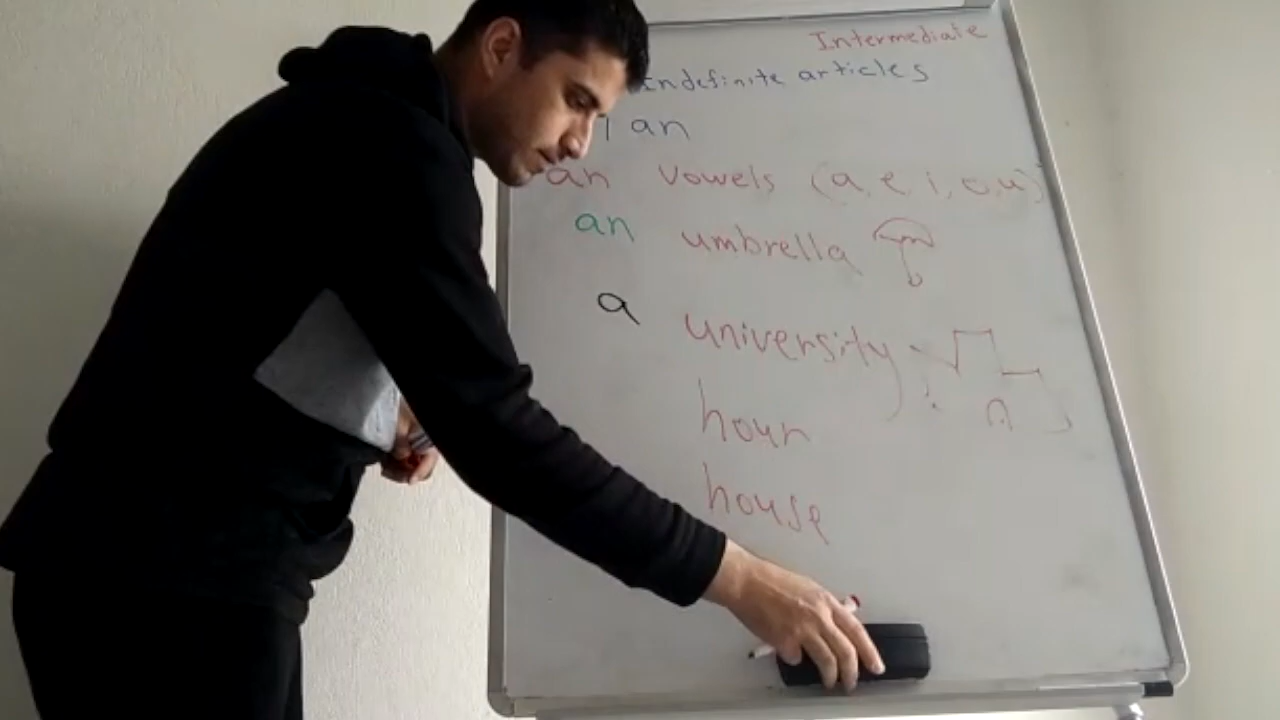 Intermediate
Indefinite articles
/ an
an vowels (a, e, i, o, u)
an umbrella
a university
hour
house